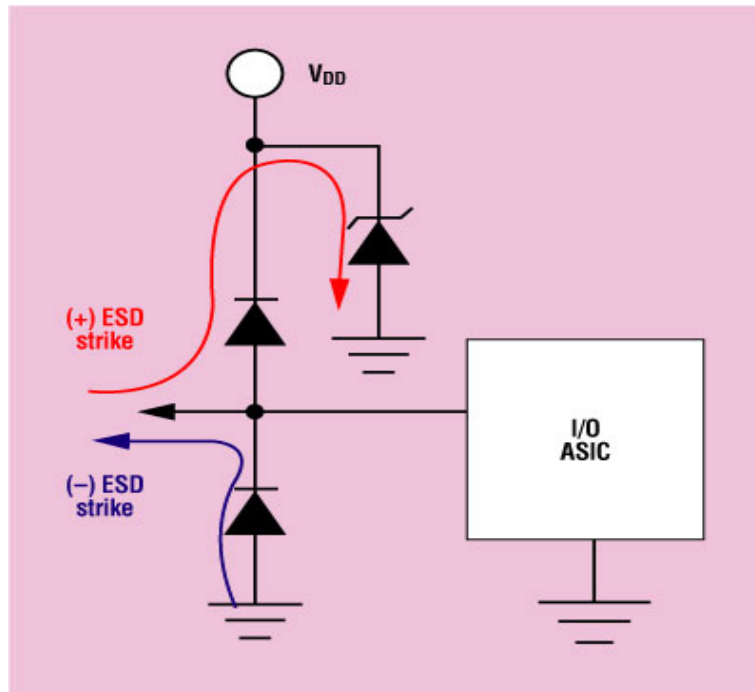 VDD
(+) ESD
strike
(–) ESD
strike
I/O
ASIC